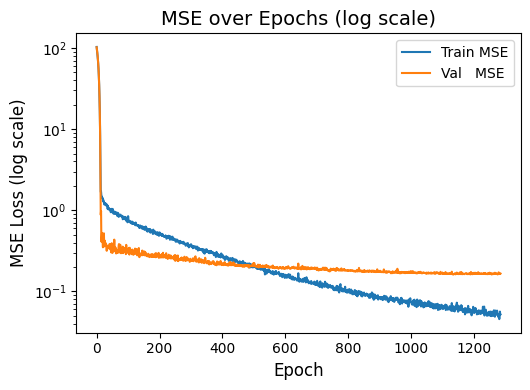 MSE over Epochs (log scale)
Train MSE
Val   MSE
MSE Loss (log scale)
10²
10¹
10⁰
10⁻¹
0 200 400 600 800 1000 1200
Epoch